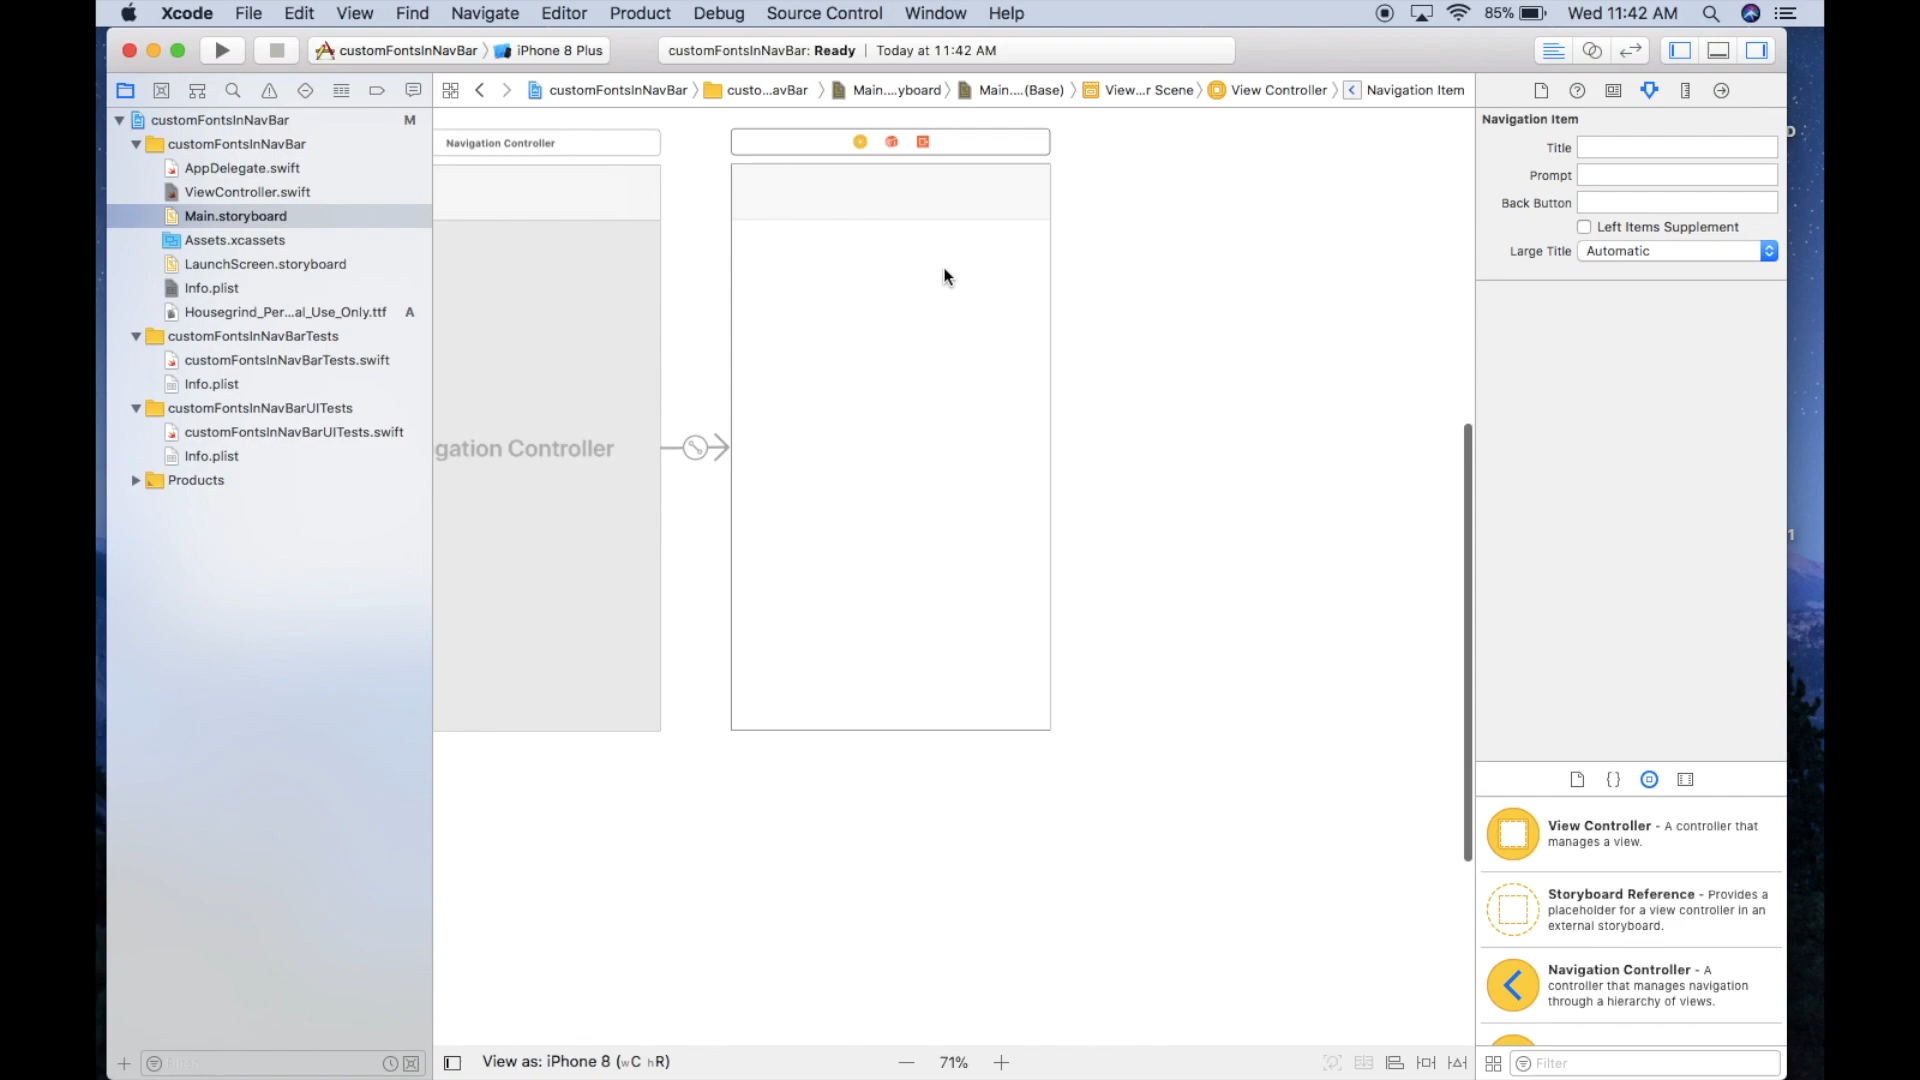 Xcode File Edit View Find Navigate Editor Product Debug Source Control Window Help 85% Wed 11:42 AM
customFontsInNavBar iPhone 8 Plus customFontsInNavBar: Ready | Today at 11:42 AM
customFontsInNavBar custo...avBar Main....yboard Main....(Base) View...r Scene View Controller Navigation Item
customFontsInNavBar M
customFontsInNavBar
AppDelegate.swift
ViewController.swift
Main.storyboard
Assets.xcassets
LaunchScreen.storyboard
Info.plist
Housegrind_Per...al_Use_Only.ttf A
customFontsInNavBarTests
customFontsInNavBarTests.swift
Info.plist
customFontsInNavBarUITests
customFontsInNavBarUITests.swift
Info.plist
Products
Filter
Navigation Controller
gation Controller
View as: iPhone 8 (wC hR)
71%
Navigation Item
Title
Prompt
Back Button
Left Items Supplement
Large Title Automatic
{}
View Controller - A controller that
manages a view.
Storyboard Reference - Provides a
placeholder for a view controller in an
external storyboard.
Navigation Controller - A
controller that manages navigation
through a hierarchy of views.
Filter